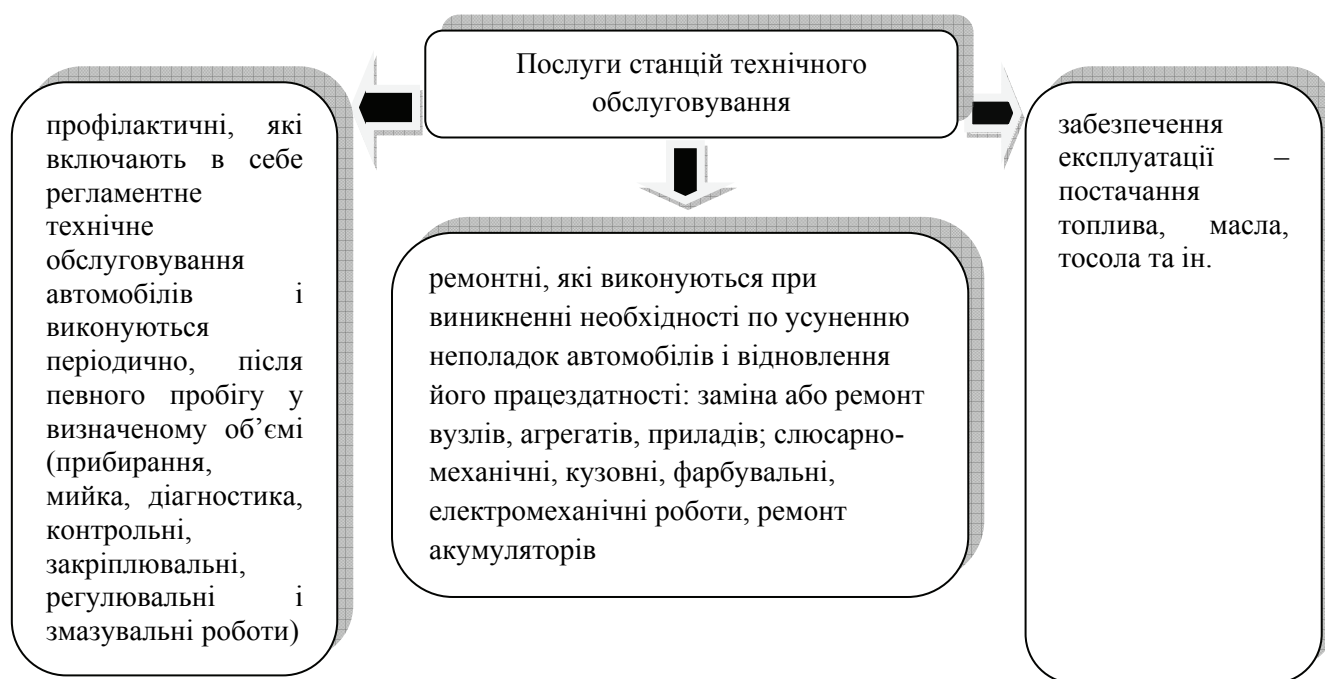 Послуги станцій технічного
обслуговування
профілактичні, які
включають в себе
регламентне
технічне
обслуговування
автомобілів і
виконуються
періодично, після
певного пробігу у
визначеному об’ємі
(прибирання,
мийка, діагностика,
контрольні,
закріплювальні,
регулювальні і
змазувальні роботи)
ремонтні, які виконуються при
виникненні необхідності по усуненню
неполадок автомобілів і відновлення
його працездатності: заміна або ремонт
вузлів, агрегатів, приладів; слюсарно-
механічні, кузовні, фарбувальні,
електромеханічні роботи, ремонт
акумуляторів
забезпечення
експлуатації –
постачання
топлива, масла,
тосола та ін.